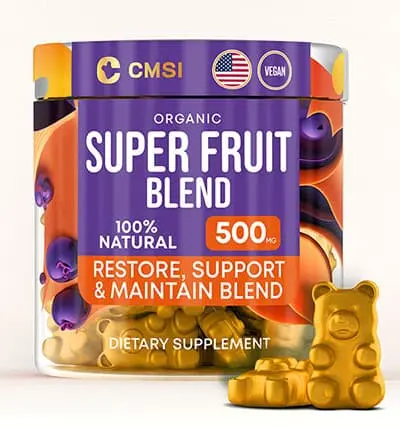 CMSI
VEGAN
ORGANIC
SUPER FRUIT
BLEND
100%
NATURAL
500MG
RESTORE, SUPPORT
& MAINTAIN BLEND
DIETARY SUPPLEMENT